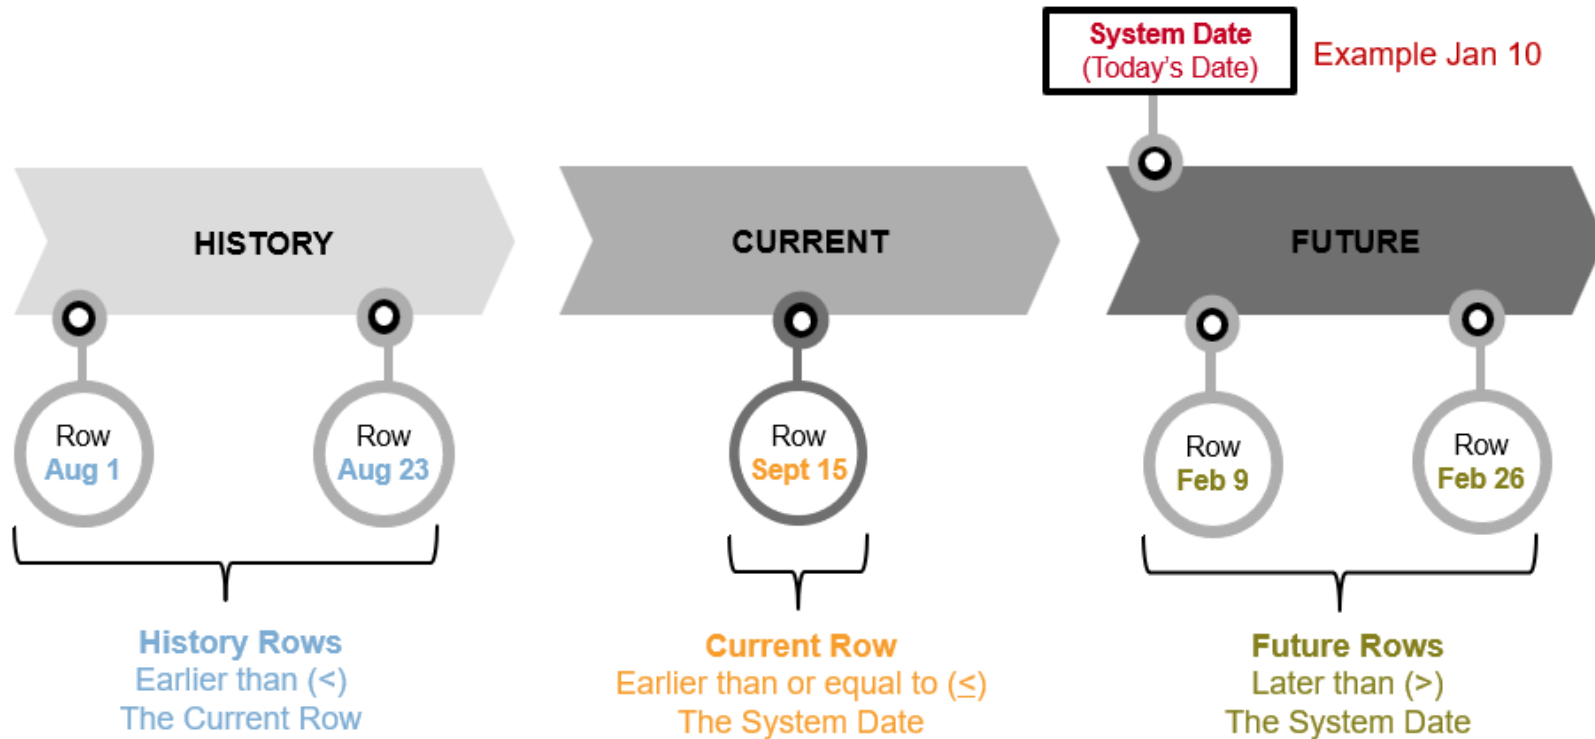 System Date
(Today's Date)
Example Jan 10
HISTORY
CURRENT
FUTURE
Row
Aug 1
Row
Aug 23
Row
Sept 15
Row
Feb 9
Row
Feb 26
History Rows
Earlier than (<)
The Current Row
Current Row
Earlier than or equal to (≤)
The System Date
Future Rows
Later than (>)
The System Date